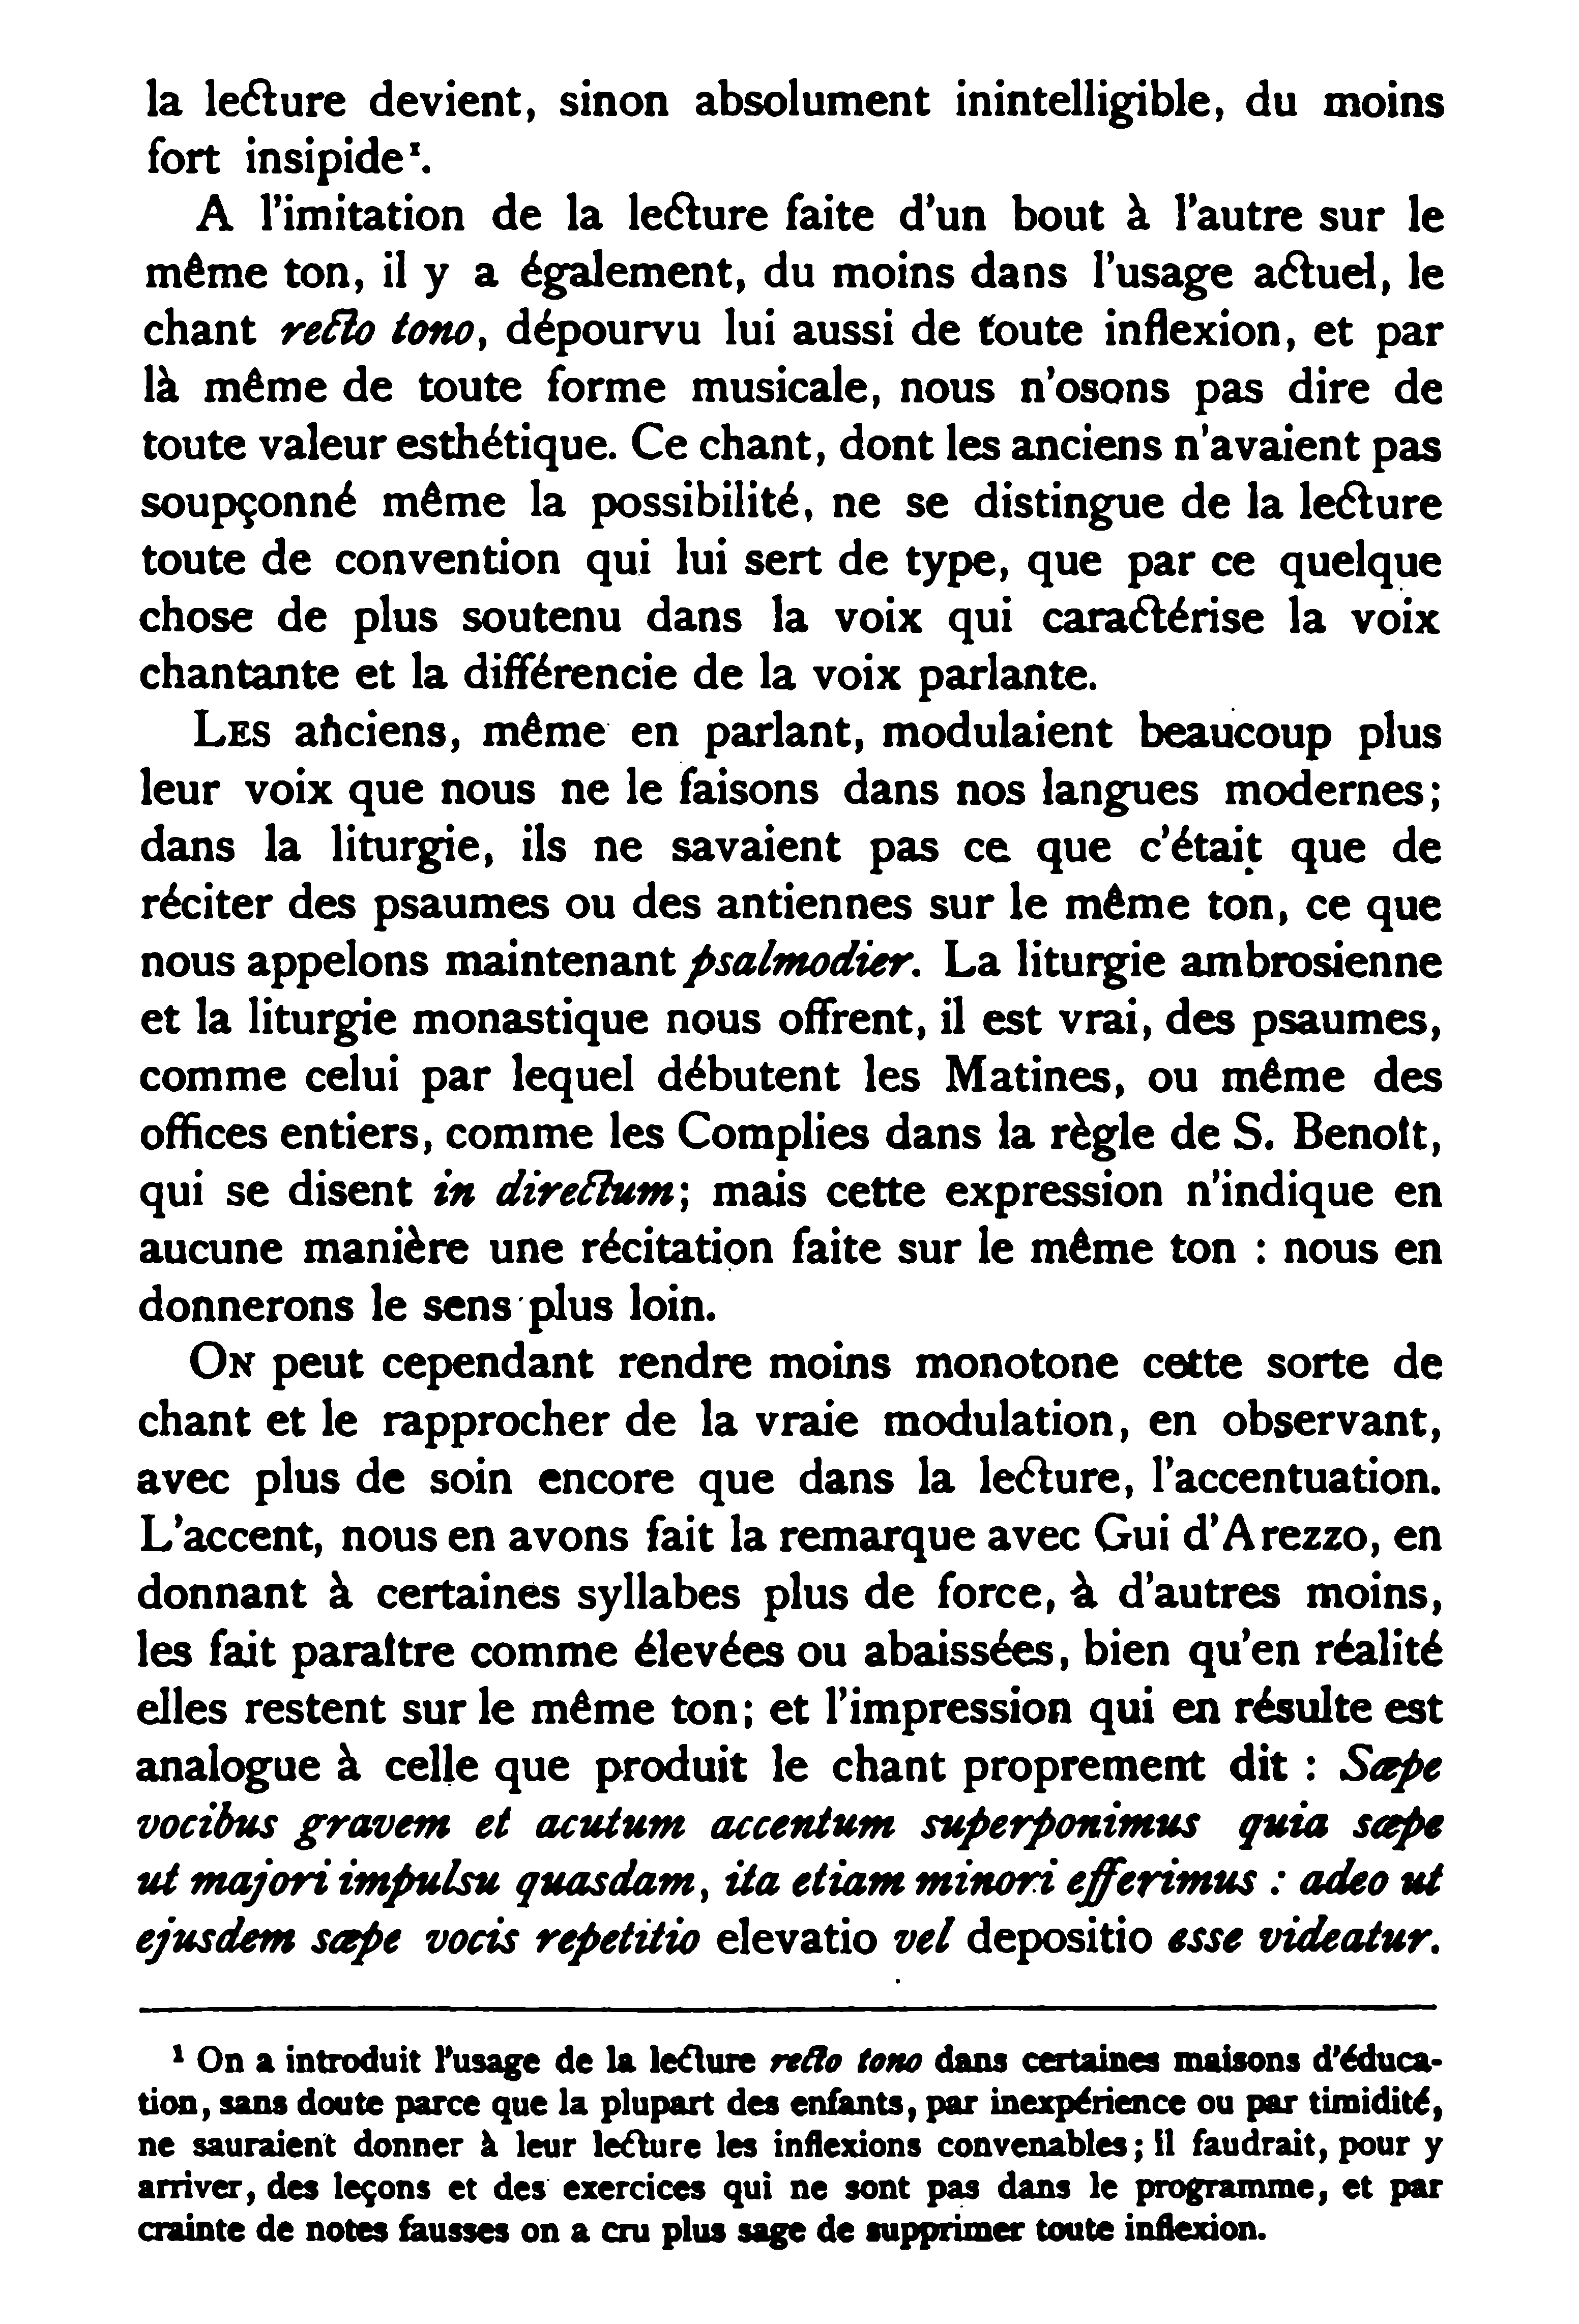 la lecture devient, sinon absolument inintelligible, du moins
fort insipide¹.
A l'imitation de la lecture faite d'un bout à l'autre sur le
même ton, il y a également, du moins dans l'usage actuel, le
chant recto tono, dépourvu lui aussi de toute inflexion, et par
là même de toute forme musicale, nous n'osons pas dire de
toute valeur esthétique. Ce chant, dont les anciens n'avaient pas
soupçonné même la possibilité, ne se distingue de la lecture
toute de convention qui lui sert de type, que par ce quelque
chose de plus soutenu dans la voix qui caractérise la voix
chantante et la différencie de la voix parlante.
LES anciens, même en parlant, modulaient beaucoup plus
leur voix que nous ne le faisons dans nos langues modernes;
dans la liturgie, ils ne savaient pas ce que c'était que de
réciter des psaumes ou des antiennes sur le même ton, ce que
nous appelons maintenant psalmodier. La liturgie ambrosienne
et la liturgie monastique nous offrent, il est vrai, des psaumes,
comme celui par lequel débutent les Matines, ou même des
offices entiers, comme les Complies dans la règle de S. Benoît,
qui se disent in directum; mais cette expression n'indique en
aucune manière une récitation faite sur le même ton : nous en
donnerons le sens plus loin.
ON peut cependant rendre moins monotone cette sorte de
chant et le rapprocher de la vraie modulation, en observant,
avec plus de soin encore que dans la lecture, l'accentuation.
L'accent, nous en avons fait la remarque avec Gui d'Arezzo, en
donnant à certaines syllabes plus de force, à d'autres moins,
les fait paraître comme élevées ou abaissées, bien qu'en réalité
elles restent sur le même ton; et l'impression qui en résulte est
analogue à celle que produit le chant proprement dit : Sæpe
vocibus gravem et acutum accentum superponimus quia sæpe
ut majori impulsu quasdam, ita etiam minori efferimus : adeo ut
ejusdem sæpe vocis repetitio elevatio vel depositio esse videatur.
¹ On a introduit l'usage de la lecture recto tono dans certaines maisons d'éduca-
tion, sans doute parce que la plupart des enfants, par inexpérience ou par timidité,
ne sauraient donner à leur lecture les inflexions convenables; il faudrait, pour y
arriver, des leçons et des exercices qui ne sont pas dans le programme, et par
crainte de notes fausses on a cru plus sage de supprimer toute inflexion.